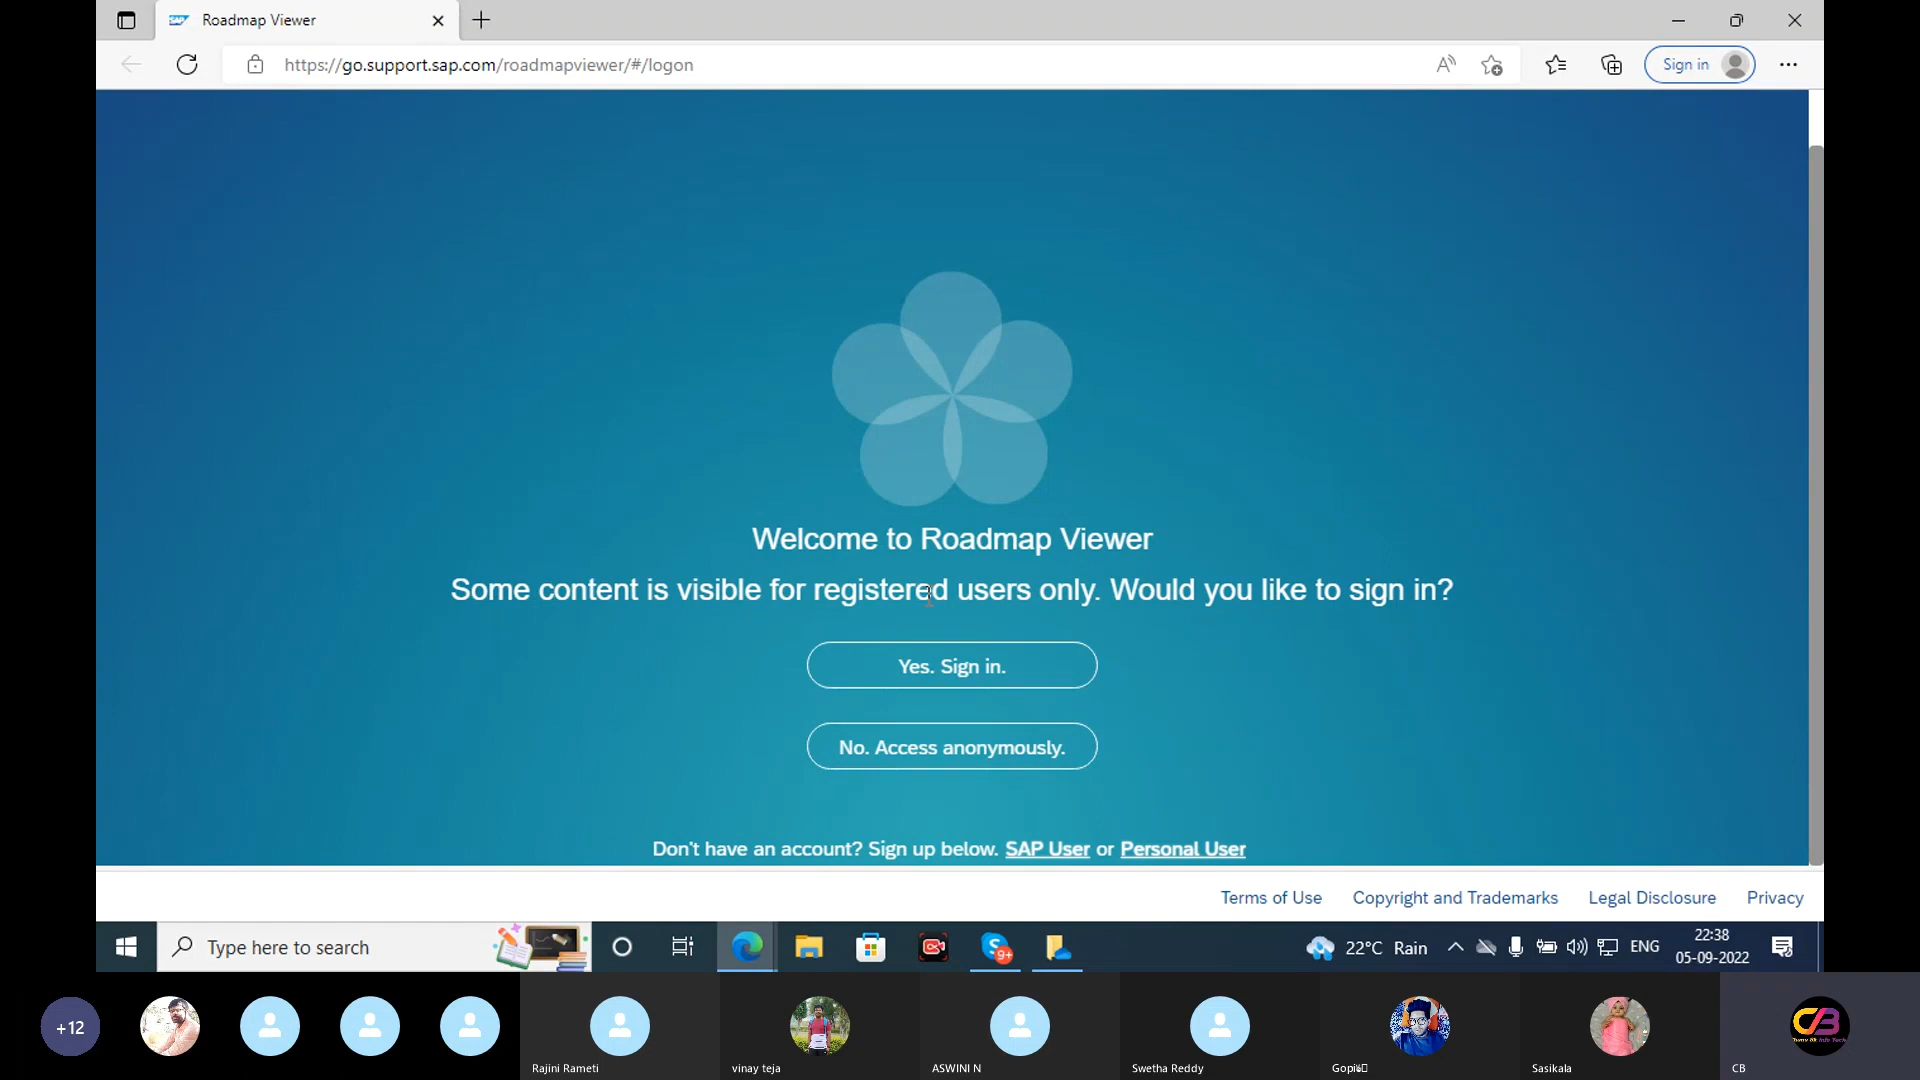 SAP Roadmap Viewer
https://go.support.sap.com/roadmapviewer/#/logon
Sign in
Welcome to Roadmap Viewer
Some content is visible for registered users only. Would you like to sign in?
Yes. Sign in.
No. Access anonymously.
Don't have an account? Sign up below. SAP User or Personal User
Terms of Use Copyright and Trademarks Legal Disclosure Privacy
Type here to search
9+
22°C Rain
ENG
22:38
05-09-2022
+12
Rajini Rameti
vinay teja
ASWINI N
Swetha Reddy
Sasikala
CB
CB